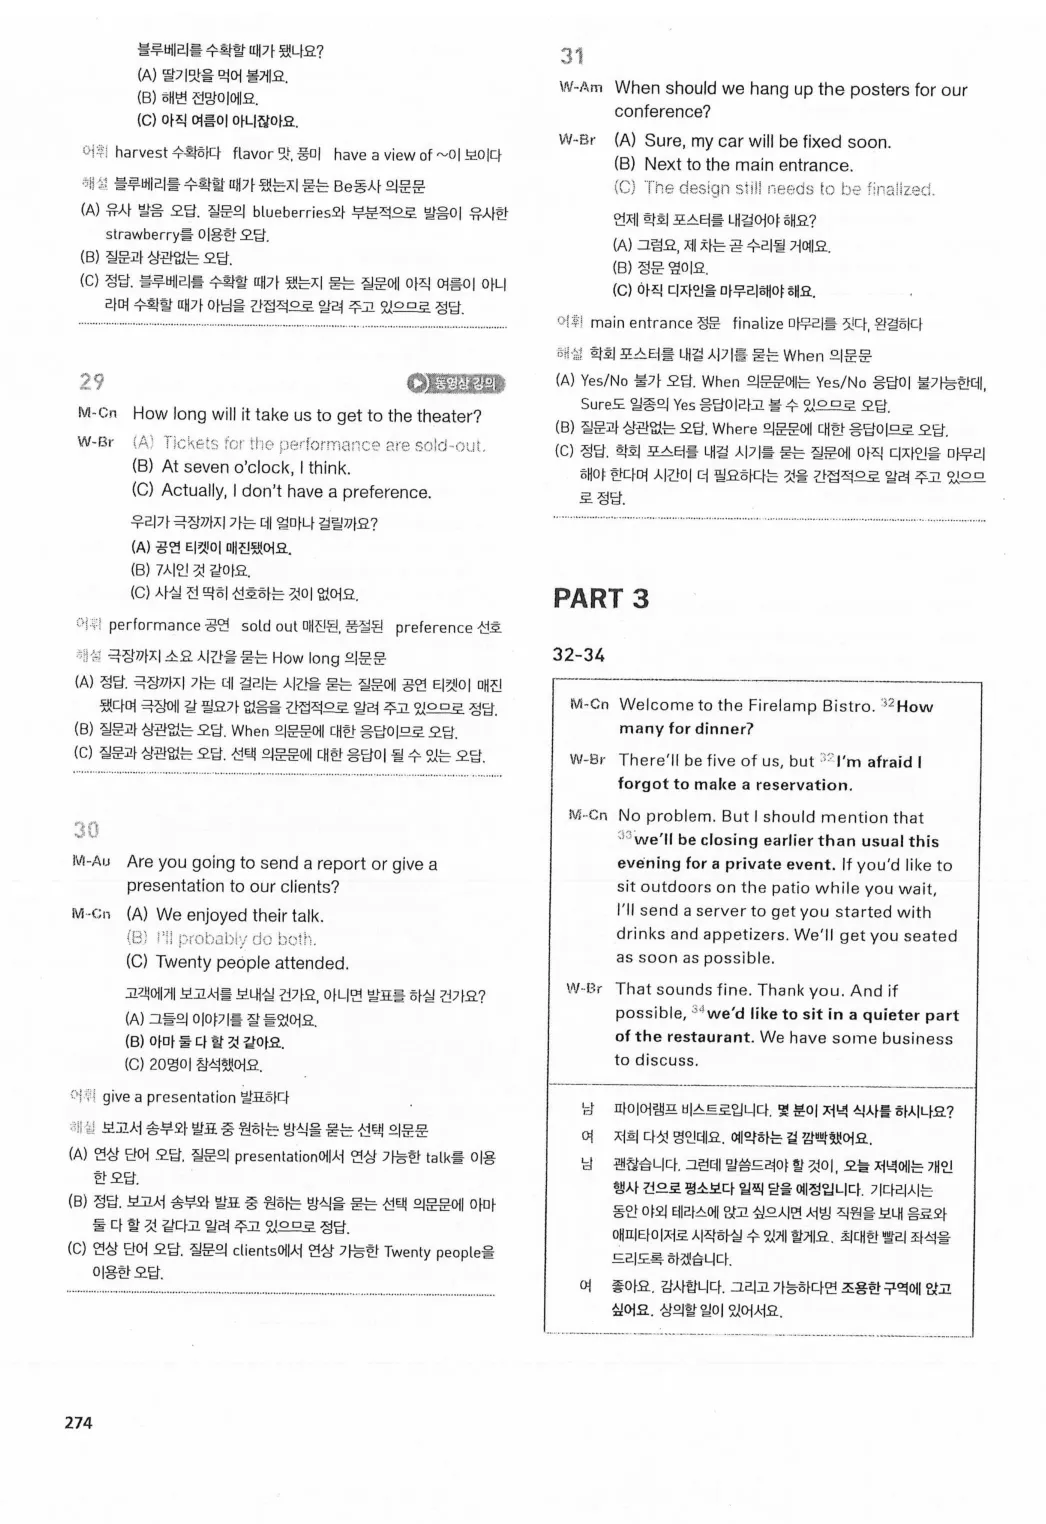 블루베리를 수확할 때가 됐나요?
(A) 딸기맛을 먹어 볼게요.
(B) 해변 전망이에요.
(C) 아직 여름이 아니잖아요.
어휘 harvest 수확하다 flavor 맛, 풍미 have a view of ~이 보이다
해설 블루베리를 수확할 때가 됐는지 묻는 Be동사 의문문
(A) 유사 발음 오답. 질문의 blueberries와 부분적으로 발음이 유사한
strawberry를 이용한 오답.
(B) 질문과 상관없는 오답.
(C) 정답. 블루베리를 수확할 때가 됐는지 묻는 질문에 아직 여름이 아니
라며 수확할 때가 아님을 간접적으로 알려 주고 있으므로 정답.
29
동영상 강의
M-Cn How long will it take us to get to the theater?
W-Br (A) Tickets for the performance are sold-out.
(B) At seven o'clock, I think.
(C) Actually, I don't have a preference.
우리가 극장까지 가는 데 얼마나 걸릴까요?
(A) 공연 티켓이 매진됐어요.
(B) 7시인 것 같아요.
(C) 사실 전 딱히 선호하는 것이 없어요.
어휘 performance 공연 sold out 매진된, 품절된 preference 선호
해설 극장까지 소요 시간을 묻는 How long 의문문
(A) 정답. 극장까지 가는 데 걸리는 시간을 묻는 질문에 공연 티켓이 매진
됐다며 극장에 갈 필요가 없음을 간접적으로 알려 주고 있으므로 정답.
(B) 질문과 상관없는 오답. When 의문문에 대한 응답이므로 오답.
(C) 질문과 상관없는 오답. 선택 의문문에 대한 응답이 될 수 있는 오답.
30
M-Au Are you going to send a report or give a
presentation to our clients?
M-Cn (A) We enjoyed their talk.
(B) I'll probably do both.
(C) Twenty people attended.
고객에게 보고서를 보내실 건가요, 아니면 발표를 하실 건가요?
(A) 그들의 이야기를 잘 들었어요.
(B) 아마 둘 다 할 것 같아요.
(C) 20명이 참석했어요.
어휘 give a presentation 발표하다
해설 보고서 송부와 발표 중 원하는 방식을 묻는 선택 의문문
(A) 연상 단어 오답. 질문의 presentation에서 연상 가능한 talk를 이용
한 오답.
(B) 정답. 보고서 송부와 발표 중 원하는 방식을 묻는 선택 의문문에 아마
둘 다 할 것 같다고 알려 주고 있으므로 정답.
(C) 연상 단어 오답. 질문의 clients에서 연상 가능한 Twenty people을
이용한 오답.
274
31
W-Am When should we hang up the posters for our
conference?
W-Br (A) Sure, my car will be fixed soon.
(B) Next to the main entrance.
(C) The design still needs to be finalized.
언제 학회 포스터를 내걸어야 해요?
(A) 그럼요, 제 차는 곧 수리될 거예요.
(B) 정문 옆이요.
(C) 아직 디자인을 마무리해야 해요.
어휘 main entrance 정문 finalize 마무리를 짓다, 완결하다
해설 학회 포스터를 내걸 시기를 묻는 When 의문문
(A) Yes/No 불가 오답. When 의문문에는 Yes/No 응답이 불가능한데,
Sure도 일종의 Yes 응답이라고 볼 수 있으므로 오답.
(B) 질문과 상관없는 오답. Where 의문문에 대한 응답이므로 오답.
(C) 정답. 학회 포스터를 내걸 시기를 묻는 질문에 아직 디자인을 마무리
해야 한다며 시간이 더 필요하다는 것을 간접적으로 알려 주고 있으므
로 정답.
PART 3
32-34
M-Cn Welcome to the Firelamp Bistro. 32How
many for dinner?
W-Br There'll be five of us, but 32I'm afraid I
forgot to make a reservation.
M-Cn No problem. But I should mention that
33we'll be closing earlier than usual this
evening for a private event. If you'd like to
sit outdoors on the patio while you wait,
I'll send a server to get you started with
drinks and appetizers. We'll get you seated
as soon as possible.
W-Br That sounds fine. Thank you. And if
possible, 34we'd like to sit in a quieter part
of the restaurant. We have some business
to discuss.
남 파이어램프 비스트로입니다. 몇 분이 저녁 식사를 하시나요?
여 저희 다섯 명인데요. 예약하는 걸 깜빡했어요.
남 괜찮습니다. 그런데 말씀드려야 할 것이, 오늘 저녁에는 개인
행사 건으로 평소보다 일찍 닫을 예정입니다. 기다리시는
동안 야외 테라스에 앉고 싶으시면 서빙 직원을 보내 음료와
애피타이저로 시작하실 수 있게 할게요. 최대한 빨리 좌석을
드리도록 하겠습니다.
여 좋아요. 감사합니다. 그리고 가능하다면 조용한 구역에 앉고
싶어요. 상의할 일이 있어서요.